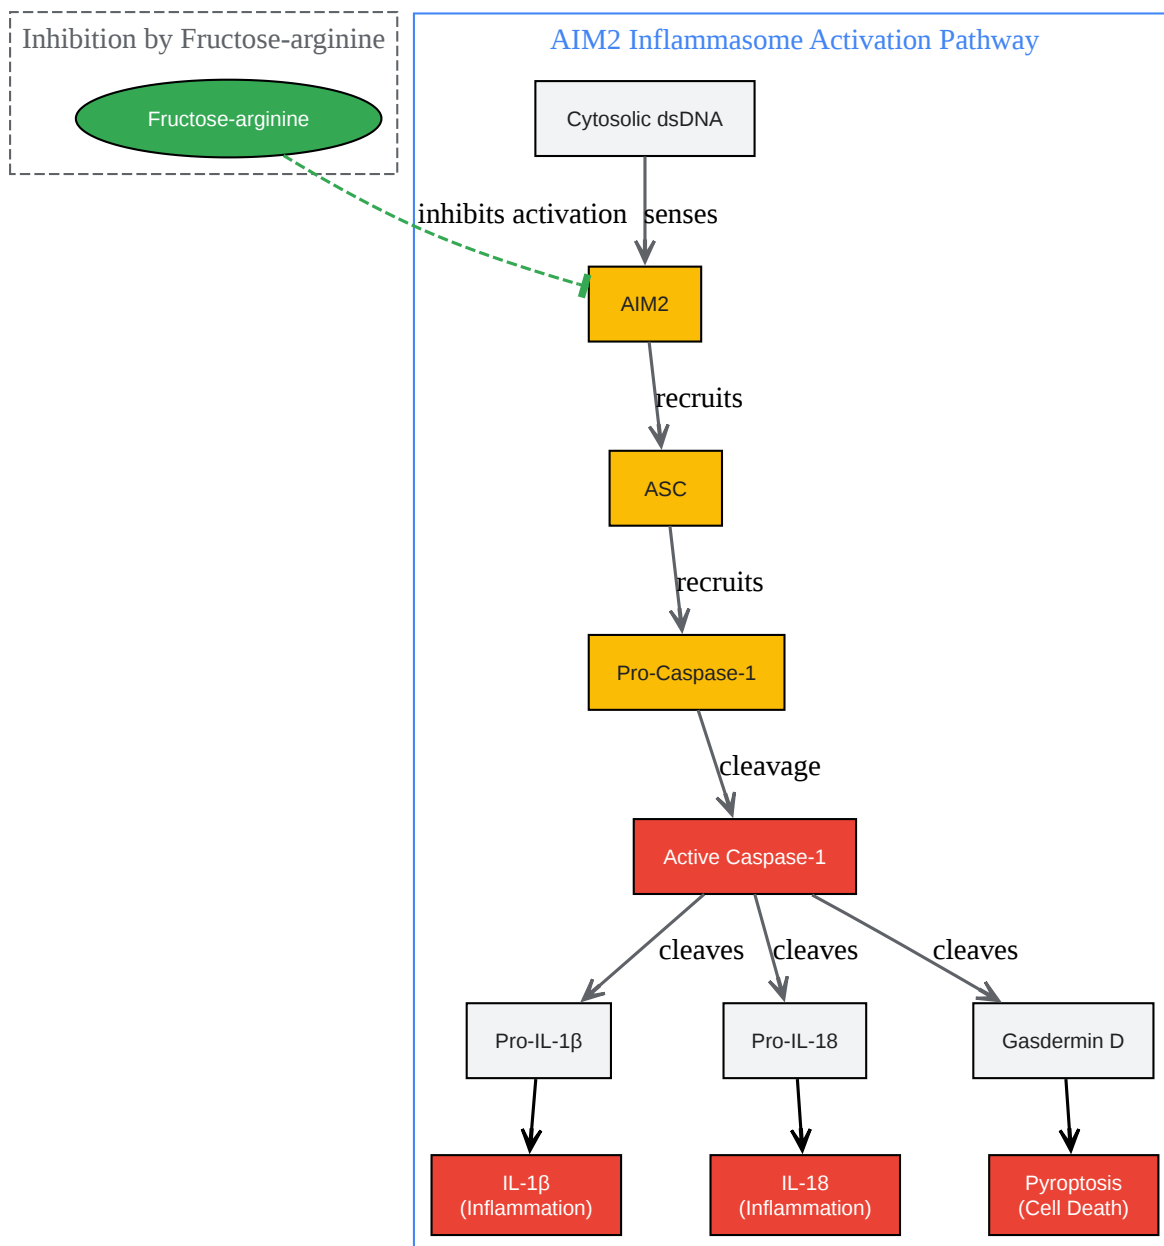 Inhibition by Fructose-arginine
AIM2 Inflammasome Activation Pathway
Fructose-arginine
Cytosolic dsDNA
inhibits activation
senses
AIM2
recruits
ASC
recruits
Pro-Caspase-1
cleavage
Active Caspase-1
cleaves
cleaves
cleaves
Pro-IL-1β
Pro-IL-18
Gasdermin D
IL-1β
(Inflammation)
IL-18
(Inflammation)
Pyroptosis
(Cell Death)